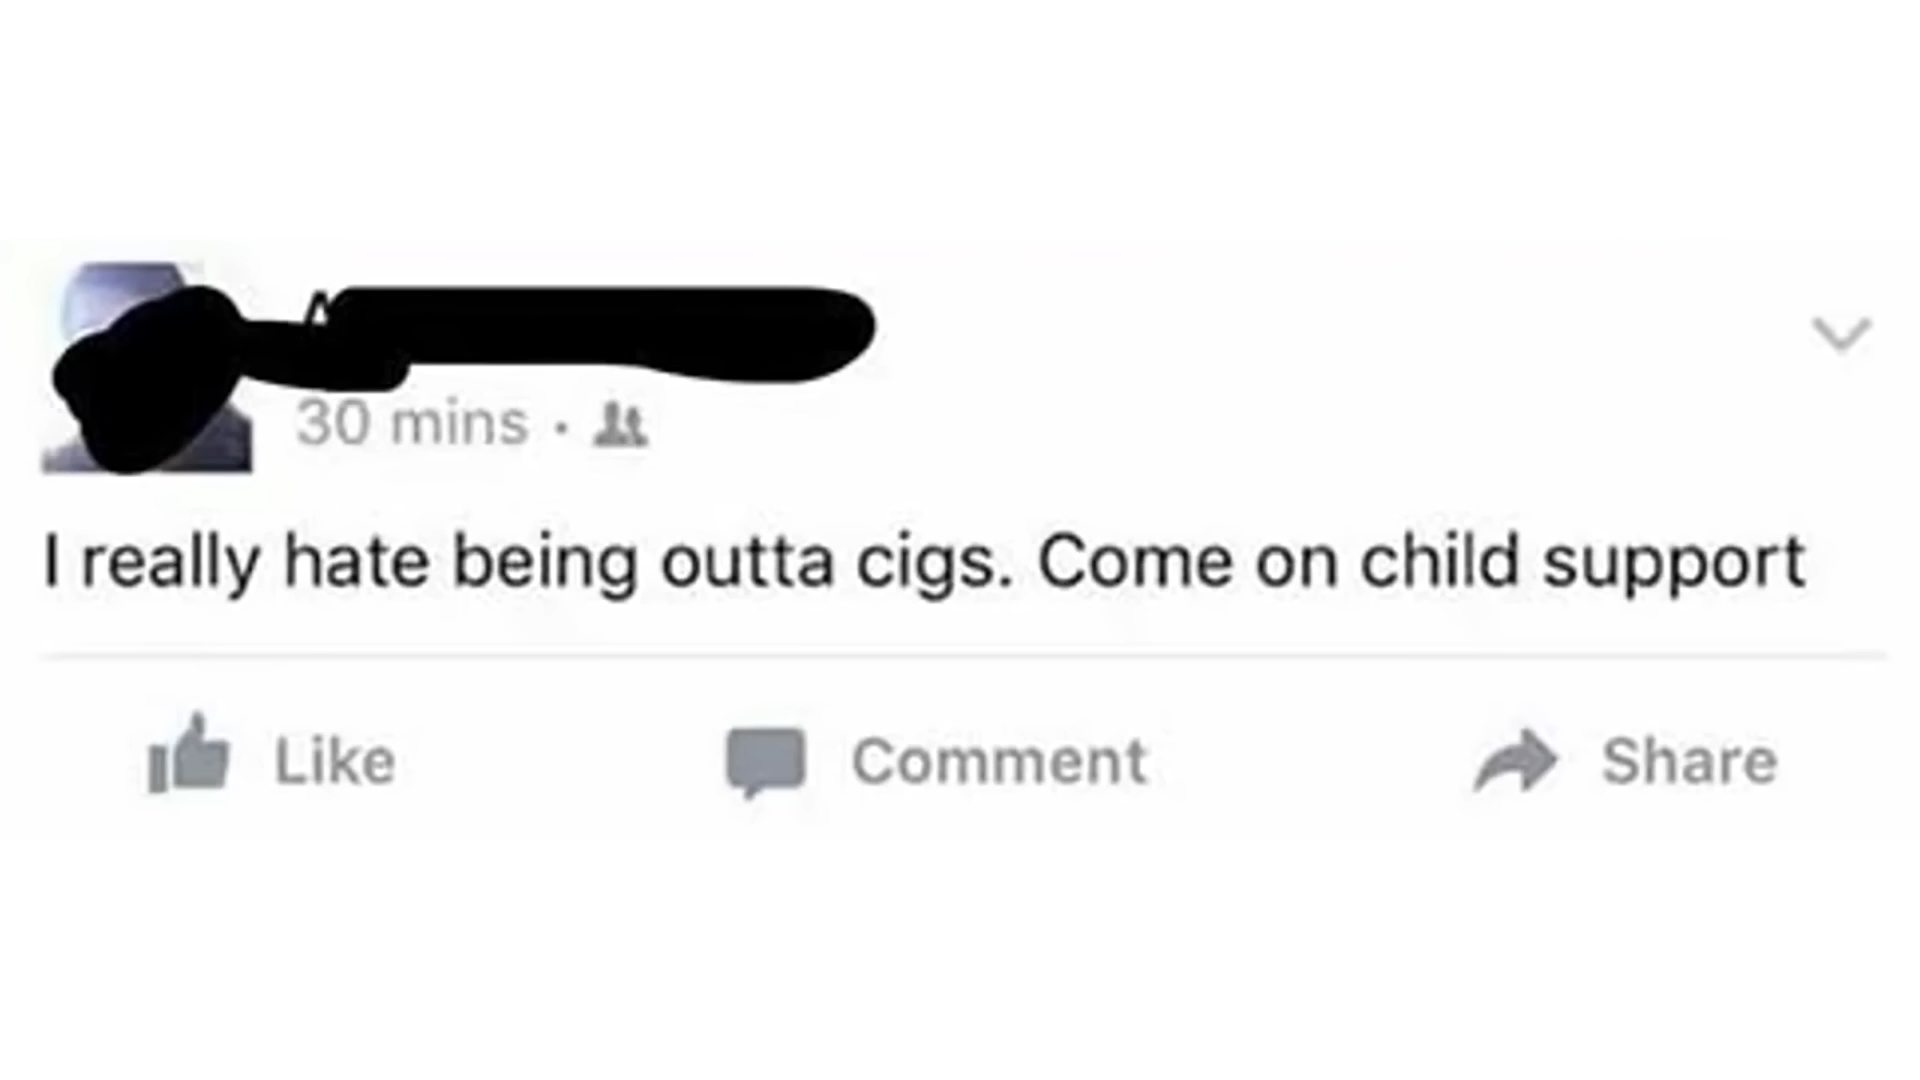 30 mins ·
I really hate being outta cigs. Come on child support
Like Comment Share